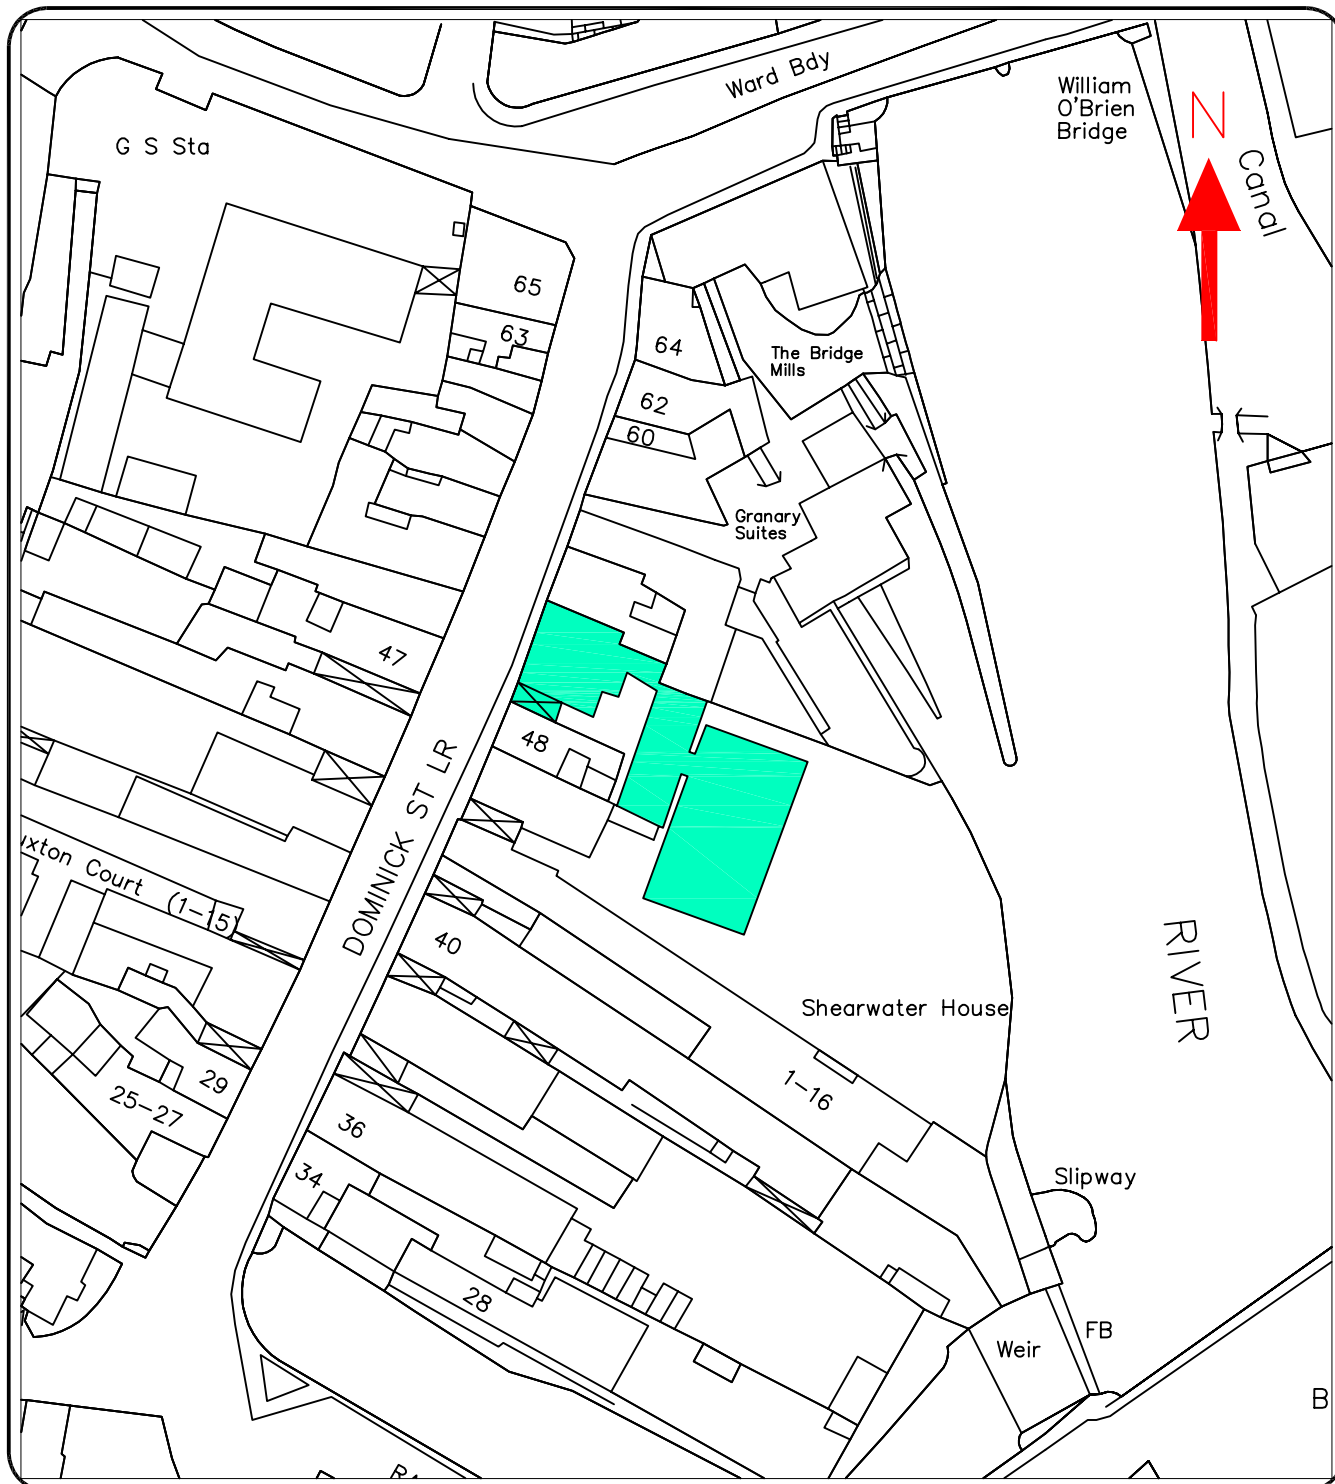 Ward Bdy
William
O'Brien
Bridge
N
G S Sta
Canal
65
63
64
The Bridge
Mills
62
60
Granary
Suites
47
48
DOMINICK ST LR
Court (1-15)
40
RIVER
Shearwater House
29
1-16
25-27
36
34
Slipway
28
FB
Weir
B